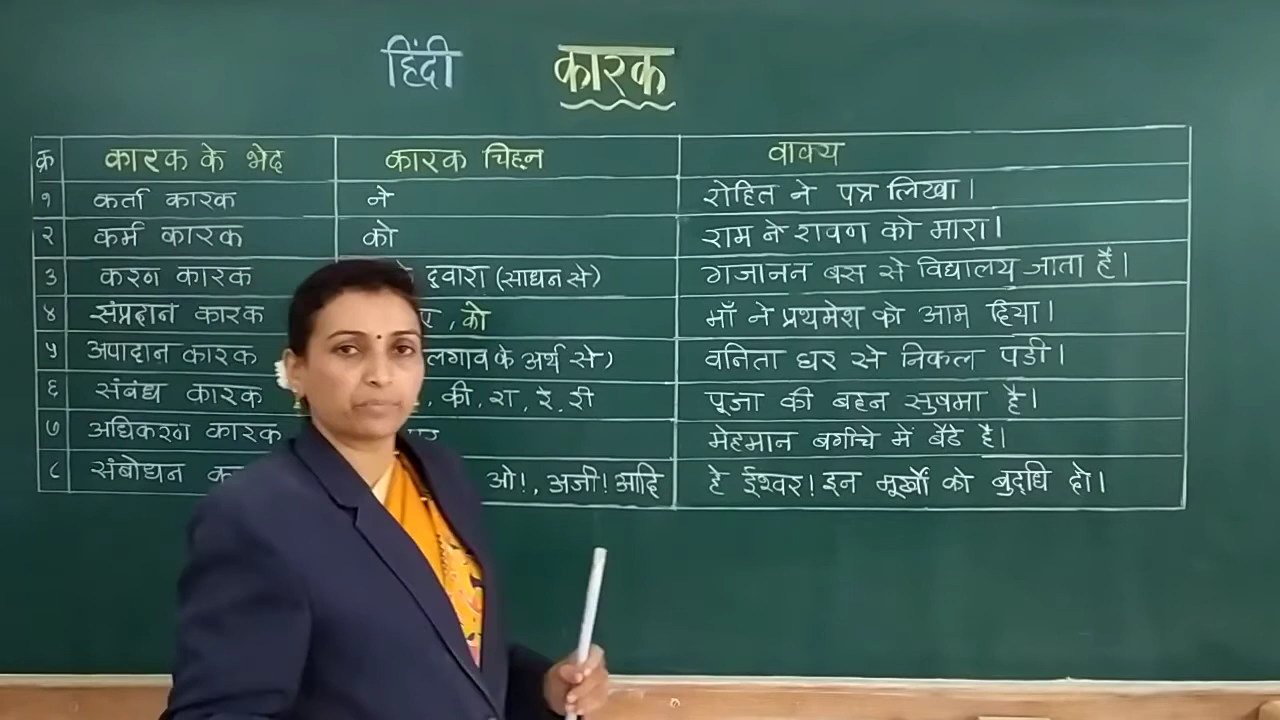 हिंदी कारक
क्र कारक के भेद कारक चिह्न वाक्य
१ कर्ता कारक ने रोहित ने पत्र लिखा।
२ कर्म कारक को राम ने रावण को मारा।
३ करण कारक द्वारा (साधन से) गजानन बस से विद्यालय जाता है।
४ संप्रदान कारक , को माँ ने प्रथमेश को आम दिया।
५ अपादान कारक लगाव के अर्थ से) वनिता घर से निकल पडी।
६ संबंध कारक , की, रा, रे, री पूजा की बहन सुषमा है।
७ अधिकरण कारक मेहमान बगीचे में बैठे है।
८ संबोधन ओ!, अजी! आदि हे ईश्वर! इन मूर्खों को बुद्धि दो।